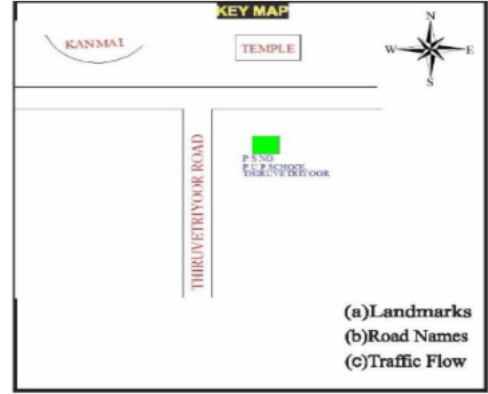 KEY MAP
KANMAI
TEMPLE
N
W
E
S
THIRUVETRIYOOR ROAD
P S NO
P U P SCHOOL
THIRUVETRIYOOR
(a)Landmarks
(b)Road Names
(c)Traffic Flow